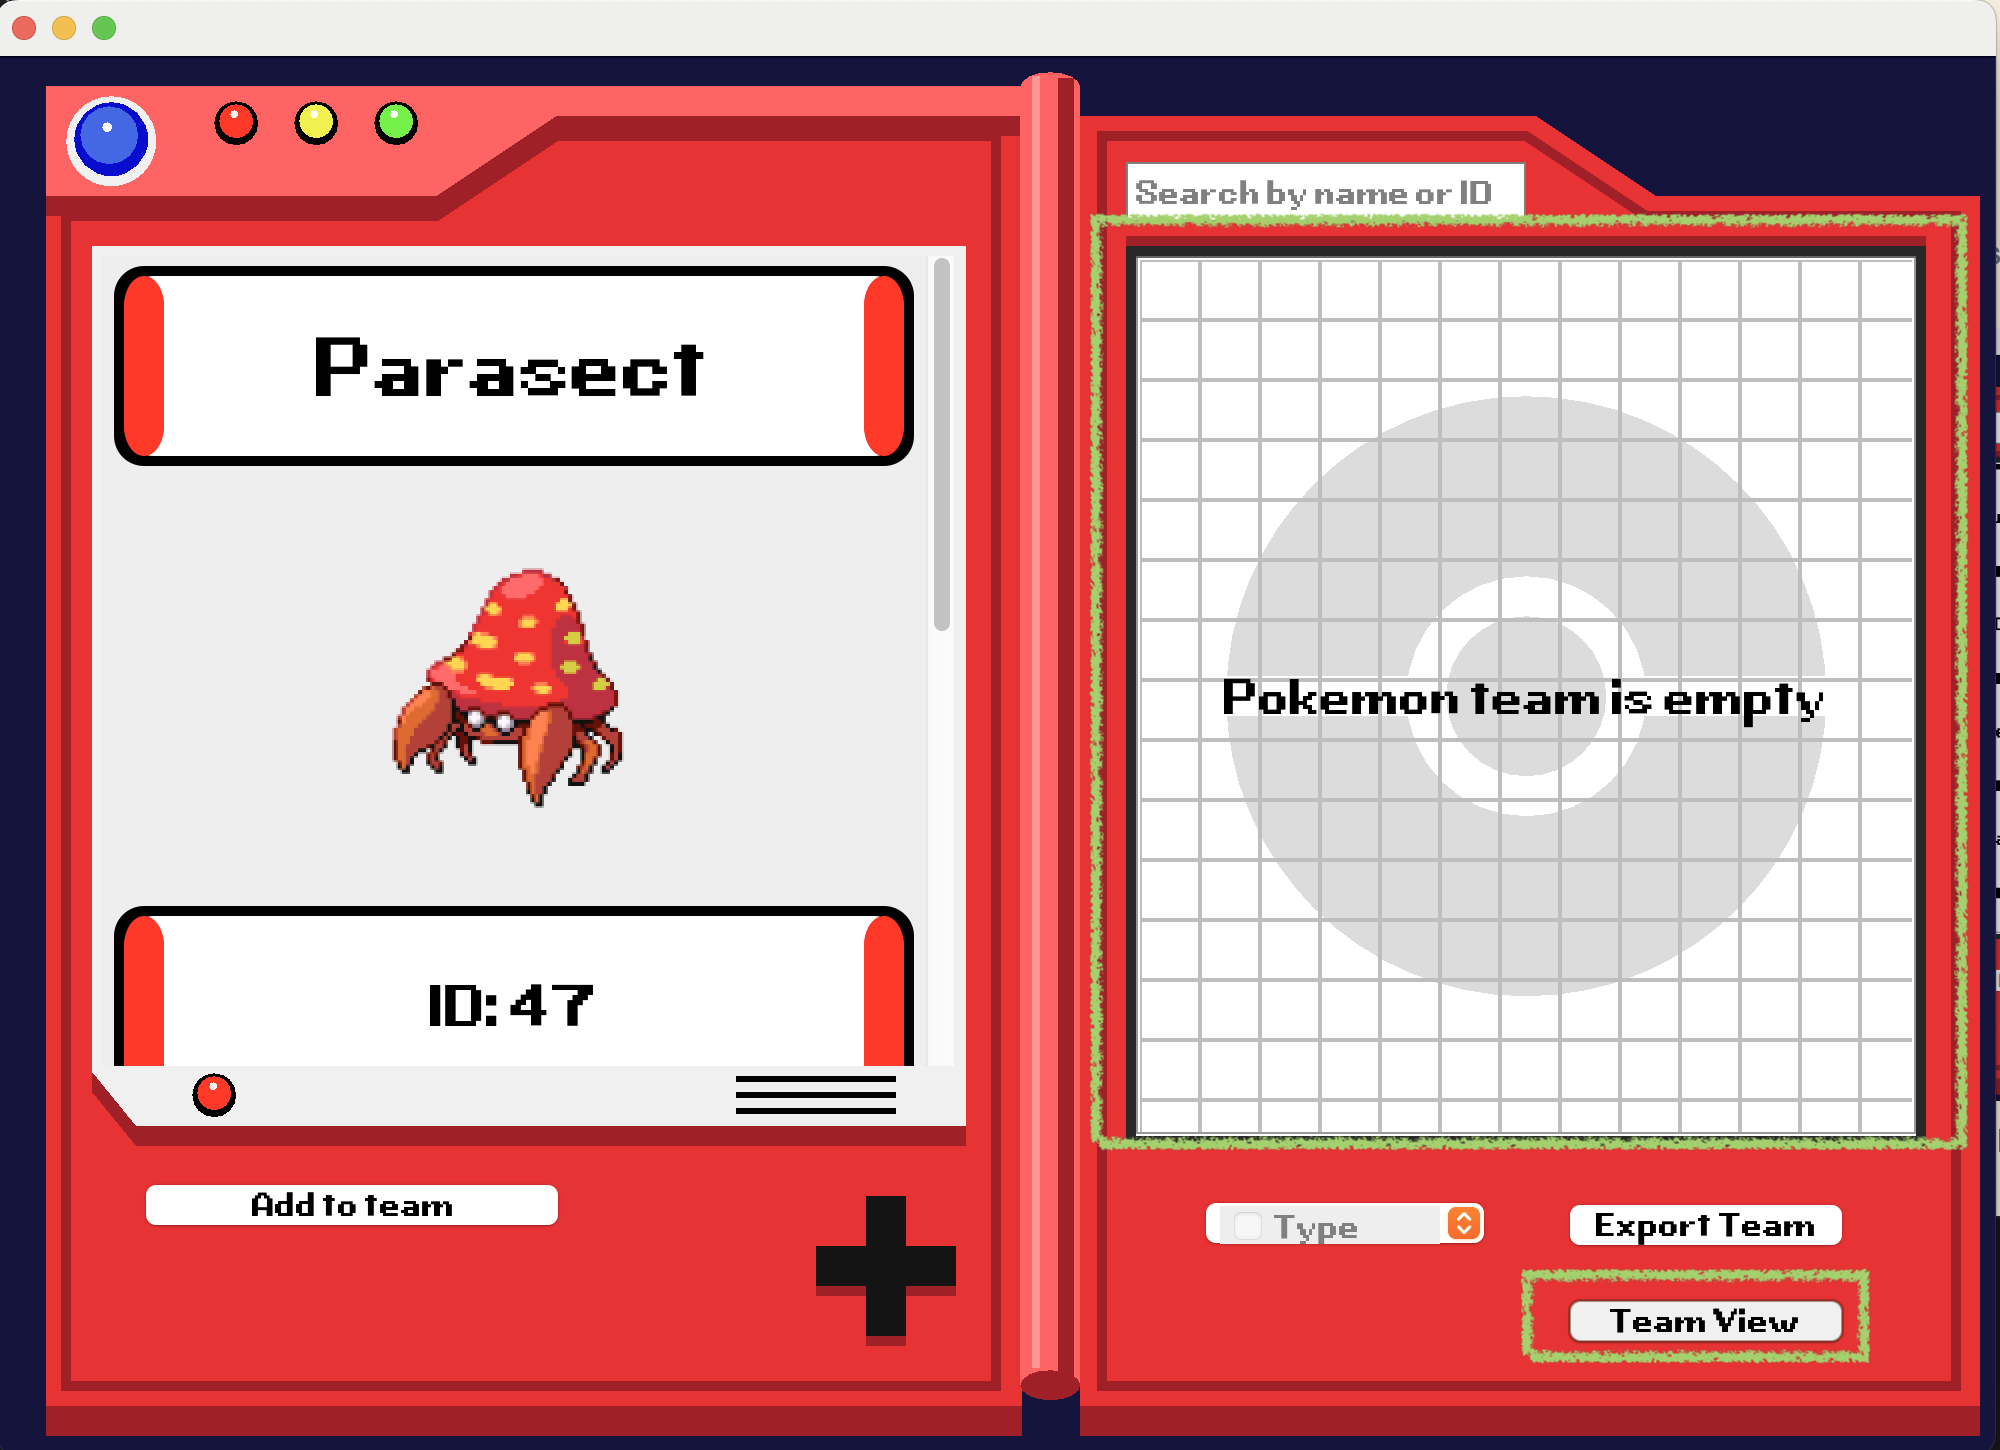 Parasect
ID: 47
Add to team
Search by name or ID
Pokemon team is empty
Type
Export Team
Team View